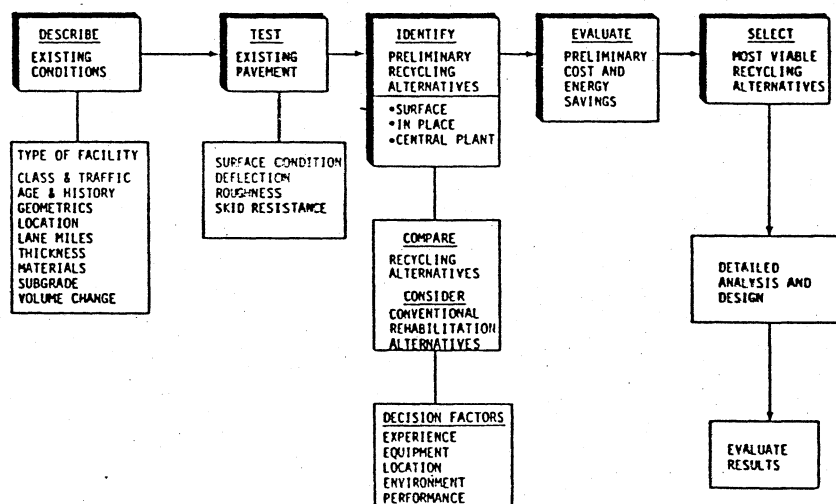 DESCRIBE
EXISTING
CONDITIONS
TEST
EXISTING
PAVEMENT
IDENTIFY
PRELIMINARY
RECYCLING
ALTERNATIVES
•SURFACE
•IN PLACE
•CENTRAL PLANT
EVALUATE
PRELIMINARY
COST AND
ENERGY
SAVINGS
SELECT
MOST VIABLE
RECYCLING
ALTERNATIVES
TYPE OF FACILITY
CLASS & TRAFFIC
AGE & HISTORY
GEOMETRICS
LOCATION
LANE MILES
THICKNESS
MATERIALS
SUBGRADE
VOLUME CHANGE
SURFACE CONDITION
DEFLECTION
ROUGHNESS
SKID RESISTANCE
COMPARE
RECYCLING
ALTERNATIVES
CONSIDER
CONVENTIONAL
REHABILITATION
ALTERNATIVES
DECISION FACTORS
EXPERIENCE
EQUIPMENT
LOCATION
ENVIRONMENT
PERFORMANCE
DETAILED
ANALYSIS AND
DESIGN
EVALUATE
RESULTS